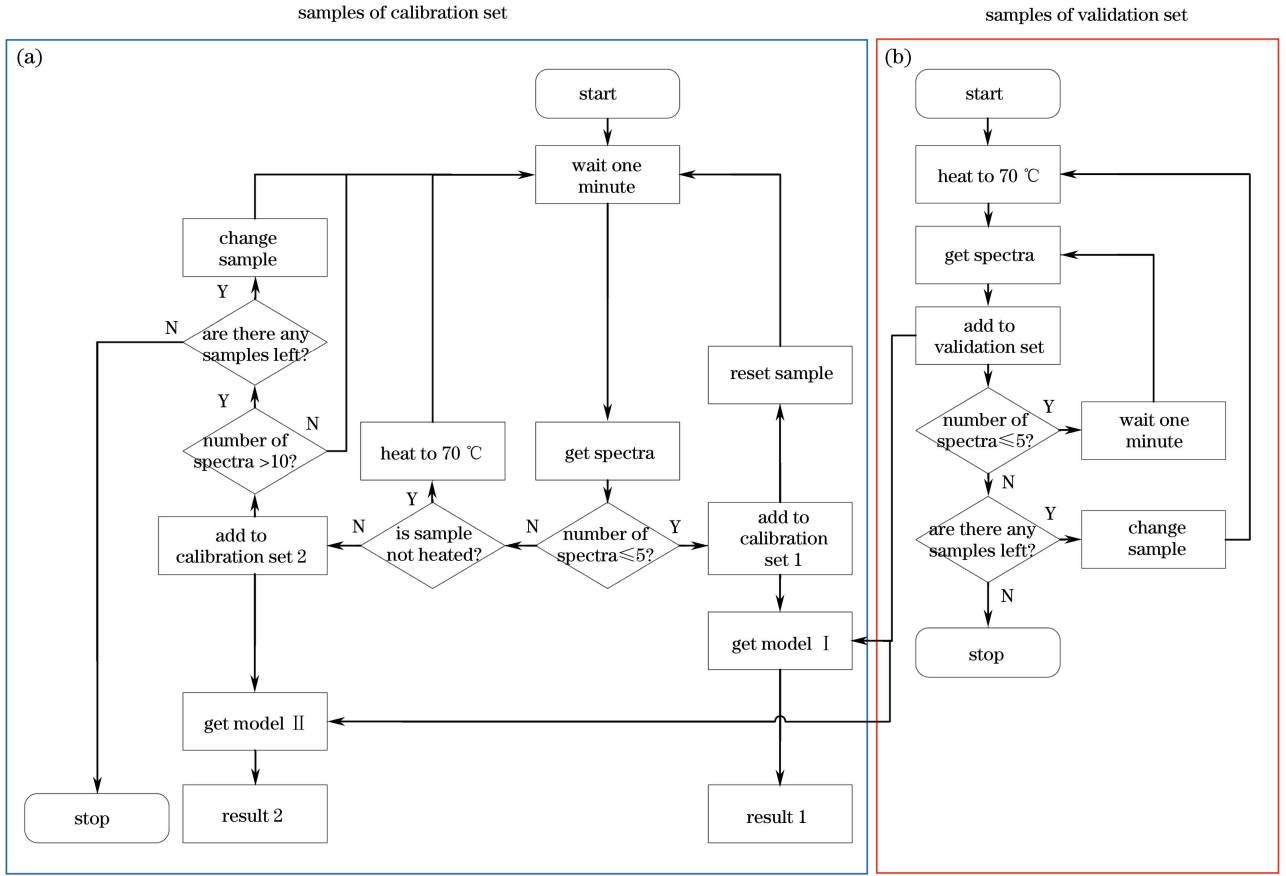 samples of calibration set
samples of validation set
(a)
start
wait one
minute
change
sample
Y
N
are there any
samples left?
Y
N
number of
spectra >10?
add to
calibration set 2
heat to 70 ℃
Y
N
is sample
not heated?
get spectra
N
number of
spectra≤5?
Y
reset sample
add to
calibration
set 1
get model Ⅰ
get model Ⅱ
stop
result 2
result 1
(b)
start
heat to 70 ℃
get spectra
add to
validation set
number of
spectra≤5?
Y
wait one
minute
N
are there any
samples left?
Y
change
sample
N
stop